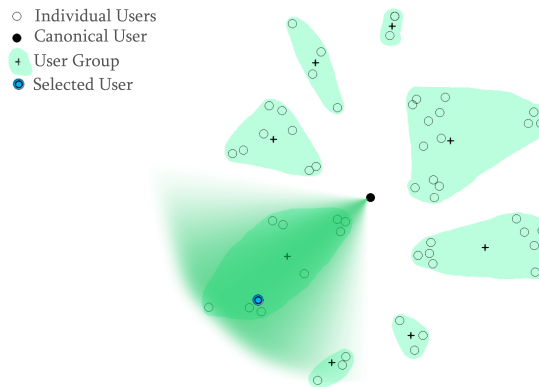 Individual Users
Canonical User
User Group
Selected User